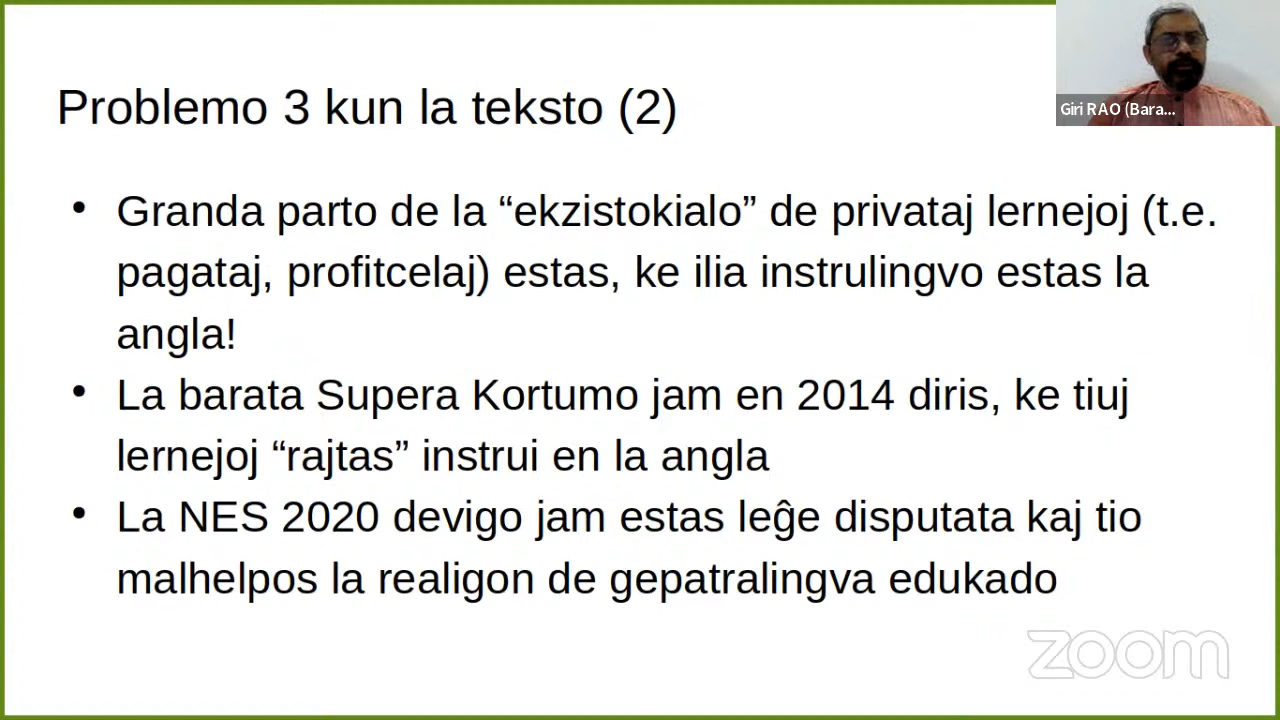 Problemo 3 kun la teksto (2)
Giri RAO (Bara...
• Granda parto de la “ekzistokialo” de privataj lernejoj (t.e.
pagataj, profitcelaj) estas, ke ilia instrulingvo estas la
angla!
• La barata Supera Kortumo jam en 2014 diris, ke tiuj
lernejoj “rajtas” instrui en la angla
• La NES 2020 devigo jam estas leĝe disputata kaj tio
malhelpos la realigon de gepatralingva edukado
zoom